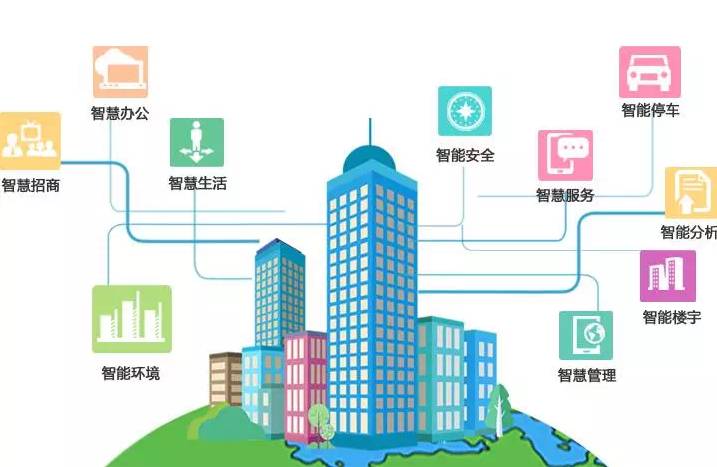 智慧办公
智能停车
智能安全
智慧招商
智慧生活
智慧服务
智能分析
智能楼宇
智能环境
智慧管理